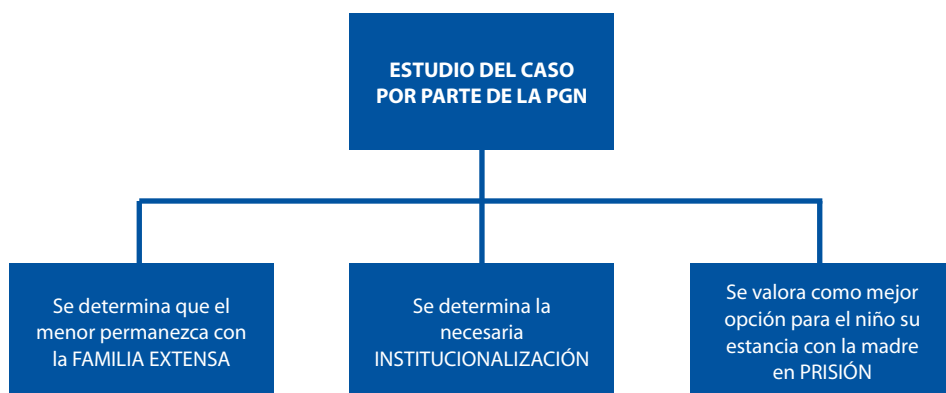 ESTUDIO DEL CASO
POR PARTE DE LA PGN
Se determina que el
menor permanezca con
la FAMILIA EXTENSA
Se determina la
necesaria
INSTITUCIONALIZACIÓN
Se valora como mejor
opción para el niño su
estancia con la madre
en PRISIÓN